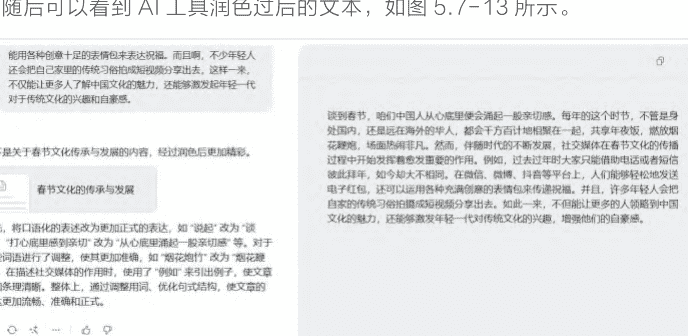 随后可以看到 AI 工具润色过后的文本，如图 5.7-13 所示。
能用各种创意十足的表情包来表达祝福。而且啊，不少年轻人
还会把自己家里的传统习俗拍成短视频分享出去。这样一来，
不仅能让更多人了解中国文化的魅力，还能够激发起年轻一代
对于传统文化的兴趣和自豪感。
是关于春节文化传承与发展的内容，经过润色后更加精彩。
春节文化的传承与发展
，将口语化的表述改为更加正式的表达，如 “说起” 改为 “谈
“打心底里感到亲切” 改为 “从心底里涌起一股亲切感” 等。对于
词语进行了调整，使其更加准确，如 “烟花炮竹” 改为 “烟花鞭
在描述社交媒体的作用时，使用了 “例如” 来引出例子，使文章
条理清晰。整体上，通过调整用词、优化句式结构，使文章的
更加流畅、准确和正式。
谈到春节，咱们中国人从心底里便会涌起一股亲切感。每年的这个时节，不管是身
处国内，还是远在海外的华人，都会千方百计地相聚在一起，共享年夜饭，燃放烟
花鞭炮，场面热闹非凡。然而，伴随时代的不断发展，社交媒体在春节文化的传播
过程中开始发挥着愈发重要的作用。例如，过去过年时大家只能借助电话或者短信
彼此拜年，如今却大不相同。在微信、微博、抖音等平台上，人们能够轻松地发送
电子红包，还可以运用各种充满创意的表情包来传递祝福。并且，许多年轻人会把
自家的传统习俗拍摄成短视频分享出去。如此一来，不但能让更多的人领略到中国
文化的魅力，还能够激发年轻一代对传统文化的兴趣，增强他们的自豪感。